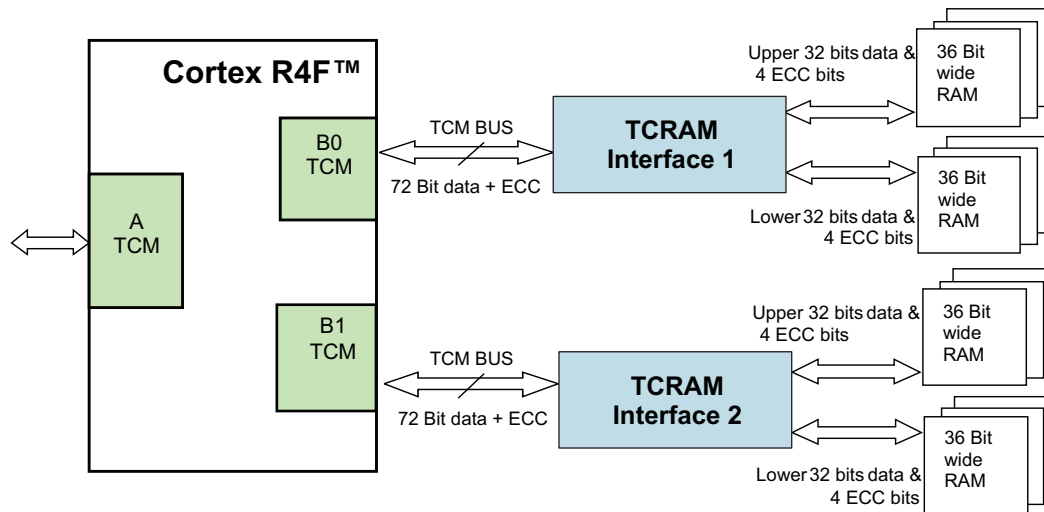 Cortex R4F™
A
TCM
B0
TCM
B1
TCM
TCM BUS
72 Bit data + ECC
TCRAM
Interface 1
Upper 32 bits data &
4 ECC bits
36 Bit
wide
RAM
Lower 32 bits data &
4 ECC bits
36 Bit
wide
RAM
TCM BUS
72 Bit data + ECC
TCRAM
Interface 2
Upper 32 bits data &
4 ECC bits
36 Bit
wide
RAM
Lower 32 bits data &
4 ECC bits
36 Bit
wide
RAM